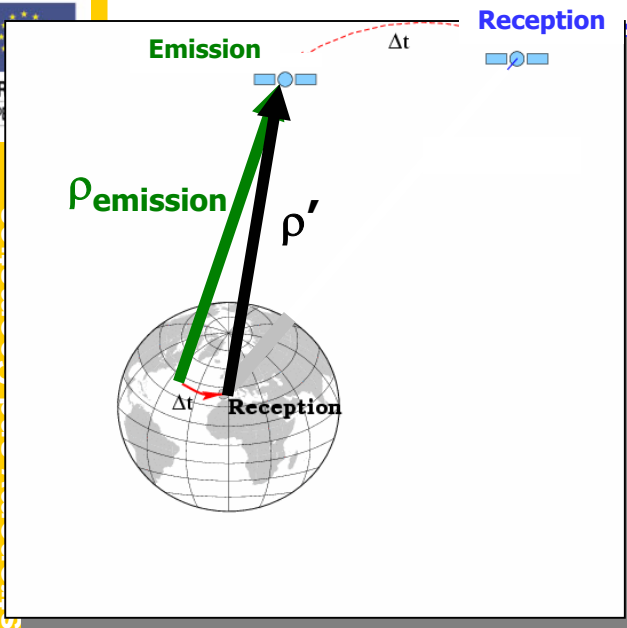 Reception
Emission
Δt
ρemission
ρ′
Δt
Reception